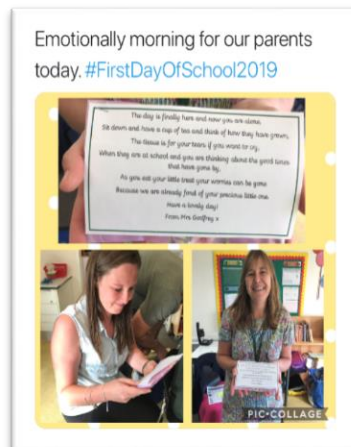 Emotionally morning for our parents
today. #FirstDayOfSchool2019
The day is finally here and now you are alone,
Sit down and have a cup of tea and think of how they have grown,
The tissue is for your tears if you want to cry,
When they are at school and you are thinking about the good times
that have gone by,
As you eat your little treat your worries can be gone
Because we are already fond of your precious little one.
Have a lovely day!
From Mrs Godfrey x
PIC•COLLAGE